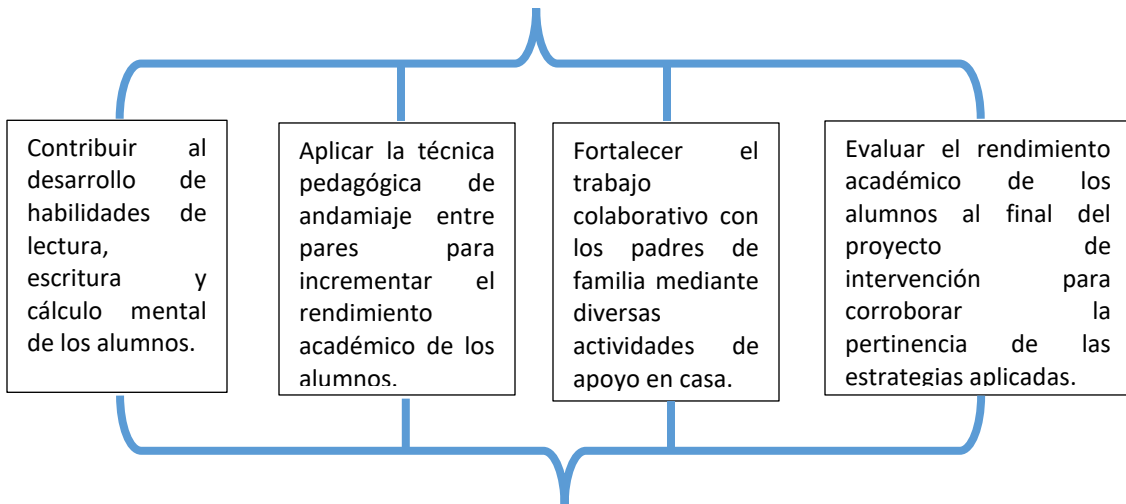 Contribuir al
desarrollo de
habilidades de
lectura,
escritura y
cálculo mental
de los alumnos.
Aplicar la técnica
pedagógica de
andamiaje entre
pares para
incrementar el
rendimiento
académico de los
alumnos.
Fortalecer el
trabajo
colaborativo con
los padres de
familia mediante
diversas
actividades de
apoyo en casa.
Evaluar el rendimiento
académico de los
alumnos al final del
proyecto de
intervención para
corroborar la
pertinencia de las
estrategias aplicadas.